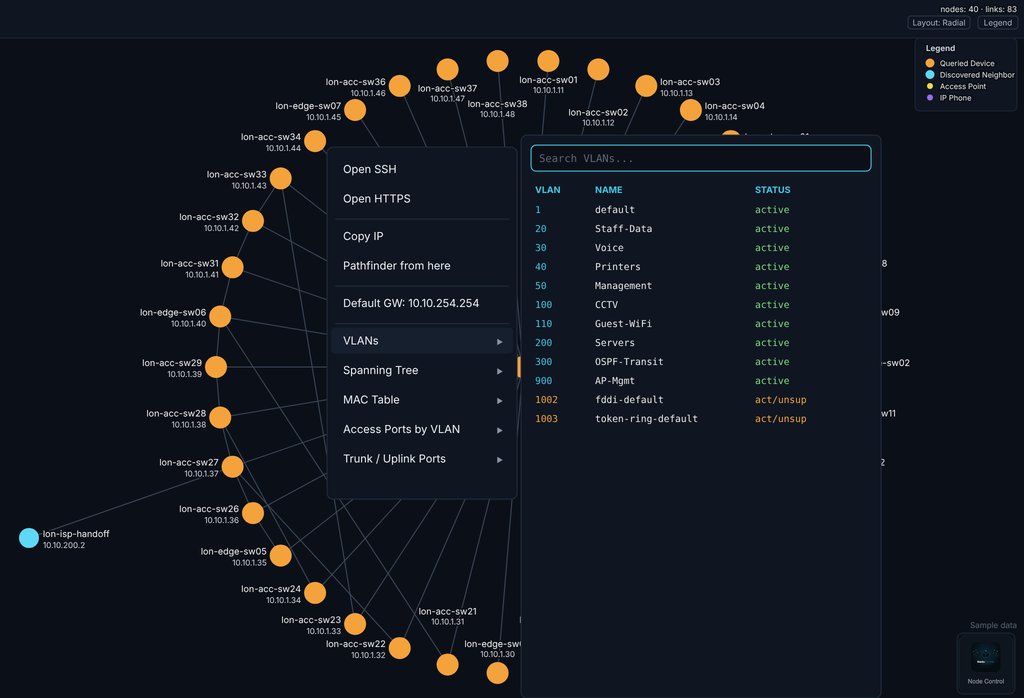 nodes: 40 · links: 83
Layout: Radial
Legend
Legend
Queried Device
Discovered Neighbor
Access Point
IP Phone
lon-acc-sw36
10.10.1.46
lon-acc-sw37
10.10.1.47
lon-acc-sw38
10.10.1.48
lon-acc-sw01
10.10.1.11
lon-acc-sw02
10.10.1.12
lon-acc-sw03
10.10.1.13
lon-acc-sw04
10.10.1.14
lon-edge-sw07
10.10.1.45
lon-acc-sw34
10.10.1.44
lon-acc-sw33
10.10.1.43
lon-acc-sw32
10.10.1.42
lon-acc-sw31
10.10.1.41
lon-edge-sw06
10.10.1.40
lon-acc-sw29
10.10.1.39
lon-acc-sw28
10.10.1.38
lon-acc-sw27
10.10.1.37
lon-acc-sw26
10.10.1.36
lon-isp-handoff
10.10.200.2
lon-edge-sw05
10.10.1.35
lon-acc-sw24
10.10.1.34
lon-acc-sw23
10.10.1.33
lon-acc-sw22
10.10.1.32
lon-acc-sw21
10.10.1.31
lon-edge-sw
10.10.1.30
Open SSH
Open HTTPS
Copy IP
Pathfinder from here
Default GW: 10.10.254.254
VLANs
Spanning Tree
MAC Table
Access Ports by VLAN
Trunk / Uplink Ports
Search VLANs...
VLAN NAME STATUS
1 default active
20 Staff-Data active
30 Voice active
40 Printers active
50 Management active
100 CCTV active
110 Guest-WiFi active
200 Servers active
300 OSPF-Transit active
900 AP-Mgmt active
1002 fddi-default act/unsup
1003 token-ring-default act/unsup
8
w09
-sw02
w11
2
Sample data
Node Control